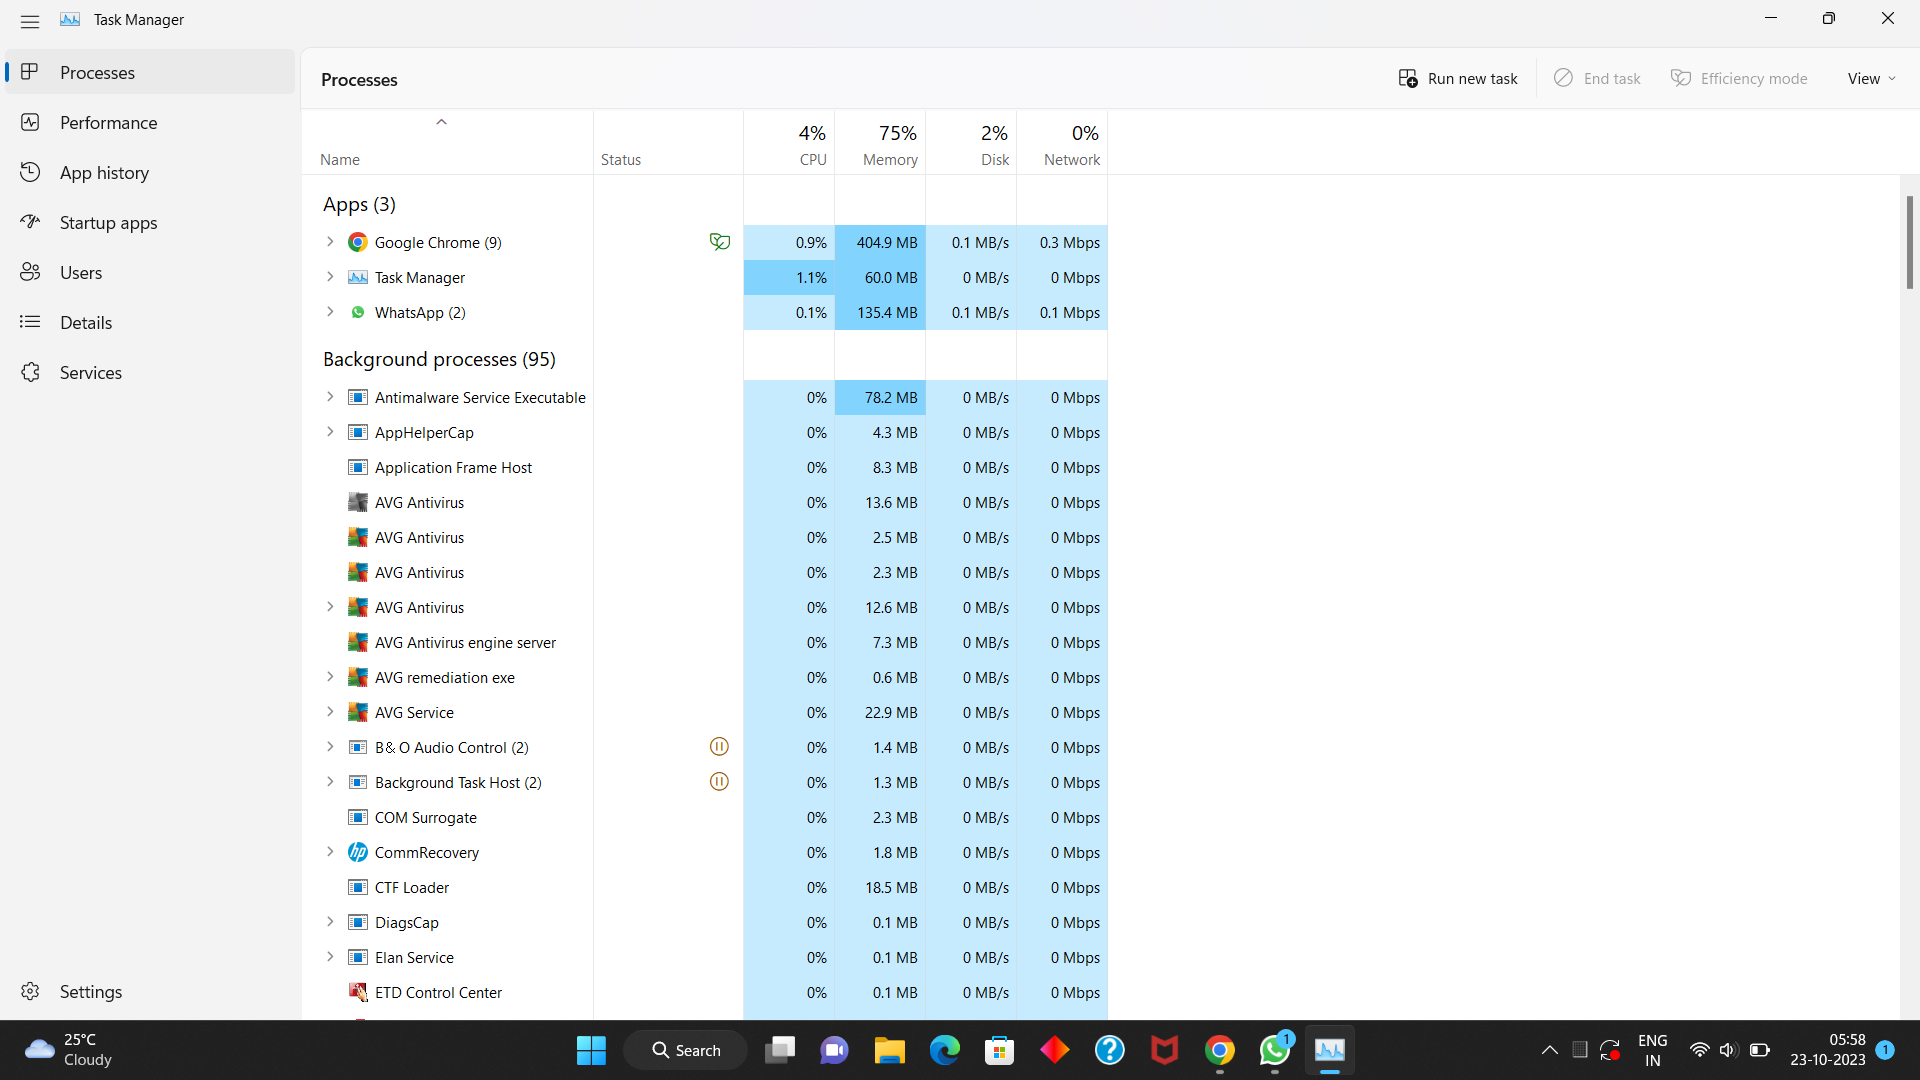 Task Manager
Processes
Performance
App history
Startup apps
Users
Details
Services
Settings
Processes
Run new task
End task
Efficiency mode
View
Name Status 4% CPU 75% Memory 2% Disk 0% Network
Apps (3)
Google Chrome (9) 0.9% 404.9 MB 0.1 MB/s 0.3 Mbps
Task Manager 1.1% 60.0 MB 0 MB/s 0 Mbps
WhatsApp (2) 0.1% 135.4 MB 0.1 MB/s 0.1 Mbps
Background processes (95)
Antimalware Service Executable 0% 78.2 MB 0 MB/s 0 Mbps
AppHelperCap 0% 4.3 MB 0 MB/s 0 Mbps
Application Frame Host 0% 8.3 MB 0 MB/s 0 Mbps
AVG Antivirus 0% 13.6 MB 0 MB/s 0 Mbps
AVG Antivirus 0% 2.5 MB 0 MB/s 0 Mbps
AVG Antivirus 0% 2.3 MB 0 MB/s 0 Mbps
AVG Antivirus 0% 12.6 MB 0 MB/s 0 Mbps
AVG Antivirus engine server 0% 7.3 MB 0 MB/s 0 Mbps
AVG remediation exe 0% 0.6 MB 0 MB/s 0 Mbps
AVG Service 0% 22.9 MB 0 MB/s 0 Mbps
B&O Audio Control (2) 0% 1.4 MB 0 MB/s 0 Mbps
Background Task Host (2) 0% 1.3 MB 0 MB/s 0 Mbps
COM Surrogate 0% 2.3 MB 0 MB/s 0 Mbps
CommRecovery 0% 1.8 MB 0 MB/s 0 Mbps
CTF Loader 0% 18.5 MB 0 MB/s 0 Mbps
DiagsCap 0% 0.1 MB 0 MB/s 0 Mbps
Elan Service 0% 0.1 MB 0 MB/s 0 Mbps
ETD Control Center 0% 0.1 MB 0 MB/s 0 Mbps
25°C
Cloudy
Search
1
ENG
IN
05:58
23-10-2023
1